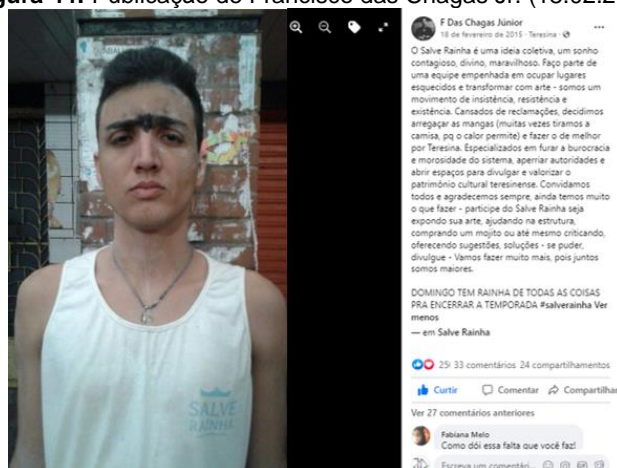 Publicação de Francisco das Chagas Jr.
F Das Chagas Júnior
18 de fevereiro de 2015 · Teresina ·
O Salve Rainha é uma ideia coletiva, um sonho
contagioso, divino, maravilhoso. Faço parte de
uma equipe empenhada em ocupar lugares
esquecidos e transformar com arte - somos um
movimento de insistência, resistência e
existência. Cansados de reclamações, decidimos
arregaçar as mangas (muitas vezes tiramos a
camisa, pq o calor permite) e fazer o de melhor
por Teresina. Especializados em furar a burocracia
e morosidade do sistema, aperriar autoridades e
abrir espaços para divulgar e valorizar o
patrimônio cultural teresinense. Convidamos
todos e agradecemos sempre, ainda temos muito
o que fazer - participe do Salve Rainha seja
expondo sua arte, ajudando na estrutura,
comprando um mojito ou até mesmo criticando,
oferecendo sugestões, soluções - se puder,
divulgue - Vamos fazer muito mais, pois juntos
somos maiores.
DOMINGO TEM RAINHA DE TODAS AS COISAS
PRA ENCERRAR A TEMPORADA #salverainha Ver
menos
— em Salve Rainha
33 comentários 24 compartilhamentos
Curtir Comentar Compartilhar
Ver 27 comentários anteriores
Fabiana Melo
Como dói essa falta que você faz!
Escreva um comentári...
SALVE
RAINHA